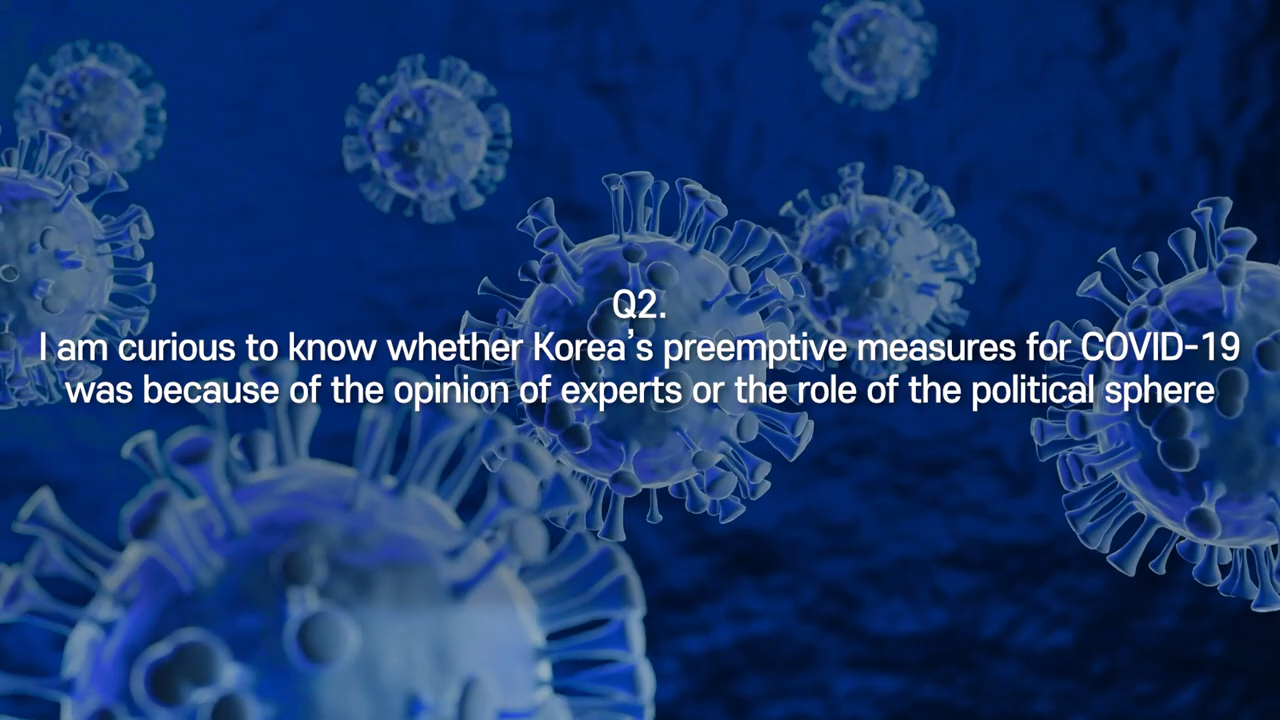 Q2.
I am curious to know whether Korea's preemptive measures for COVID-19
was because of the opinion of experts or the role of the political sphere